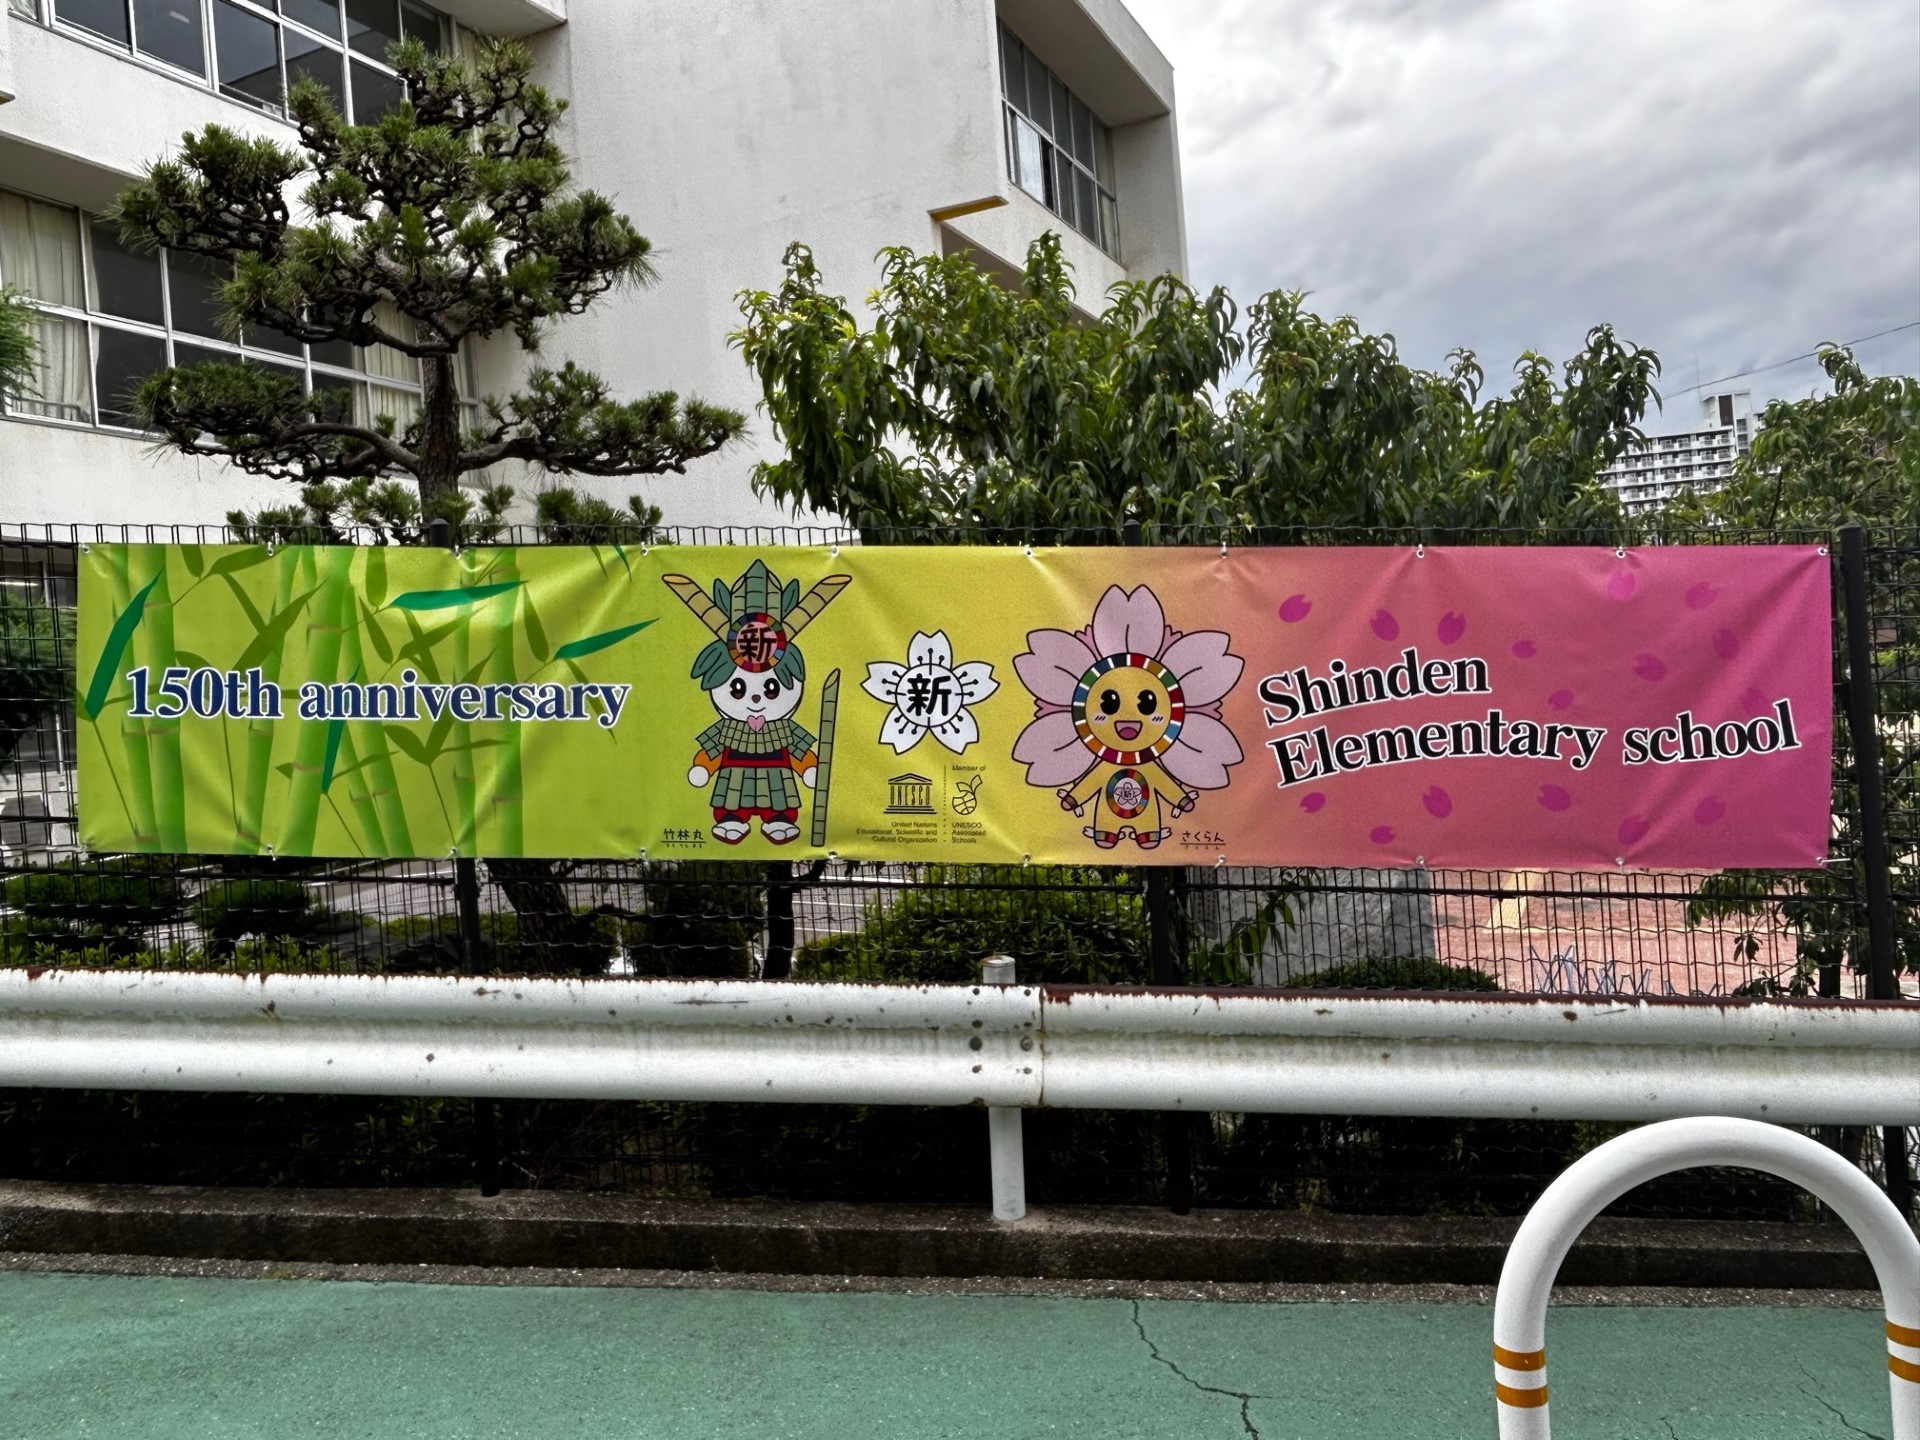 150th anniversary
新
竹林丸
新
UNESCO
United Nations
Educational, Scientific and
Cultural Organization
Member of
UNESCO
Associated
Schools
新
さくらん
Shinden
Elementary school